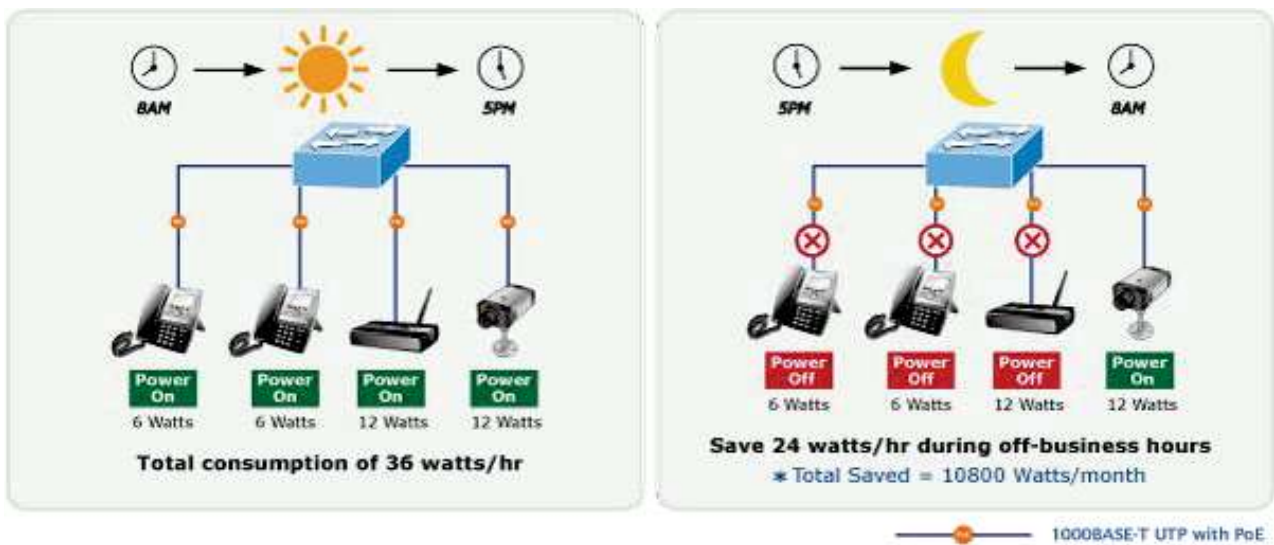 8AM
5PM
Power On
6 Watts
Power On
6 Watts
Power On
12 Watts
Power On
12 Watts
Total consumption of 36 watts/hr
5PM
8AM
Power Off
6 Watts
Power Off
6 Watts
Power Off
12 Watts
Power On
12 Watts
Save 24 watts/hr during off-business hours
* Total Saved = 10800 Watts/month
1000BASE-T UTP with PoE